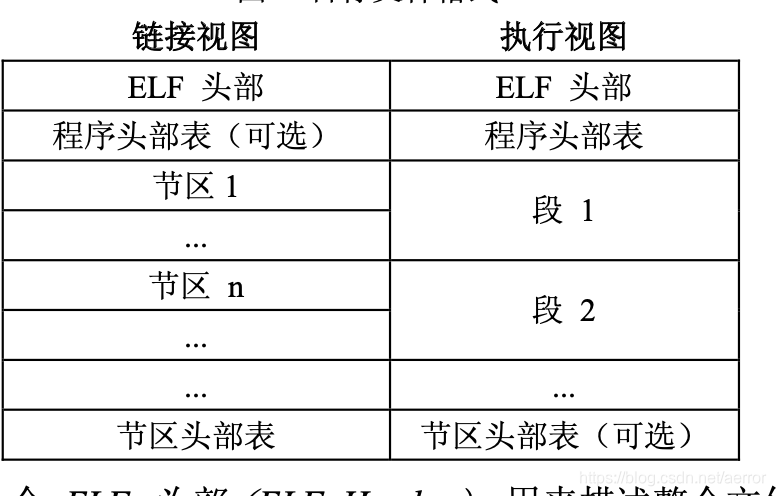 链接视图 执行视图
ELF 头部 ELF 头部
程序头部表（可选） 程序头部表
节区 1
段 1
...
节区 n
段 2
...
... ...
节区头部表 节区头部表（可选）
https://blog.csdn.net/aerror
ELF 头部 (ELF Header)，用来描述整个文件